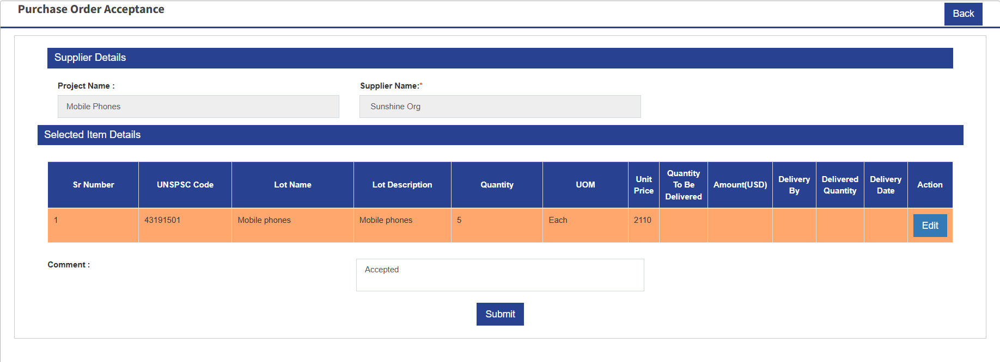 Purchase Order Acceptance
Back
Supplier Details
Project Name :
Supplier Name:*
Mobile Phones
Sunshine Org
Selected Item Details
Sr Number
UNSPSC Code
Lot Name
Lot Description
Quantity
UOM
Unit
Price
Quantity
To Be
Delivered
Amount(USD)
Delivery
By
Delivered
Quantity
Delivery
Date
Action
1
43191501
Mobile phones
Mobile phones
5
Each
2110
Edit
Comment :
Accepted
Submit